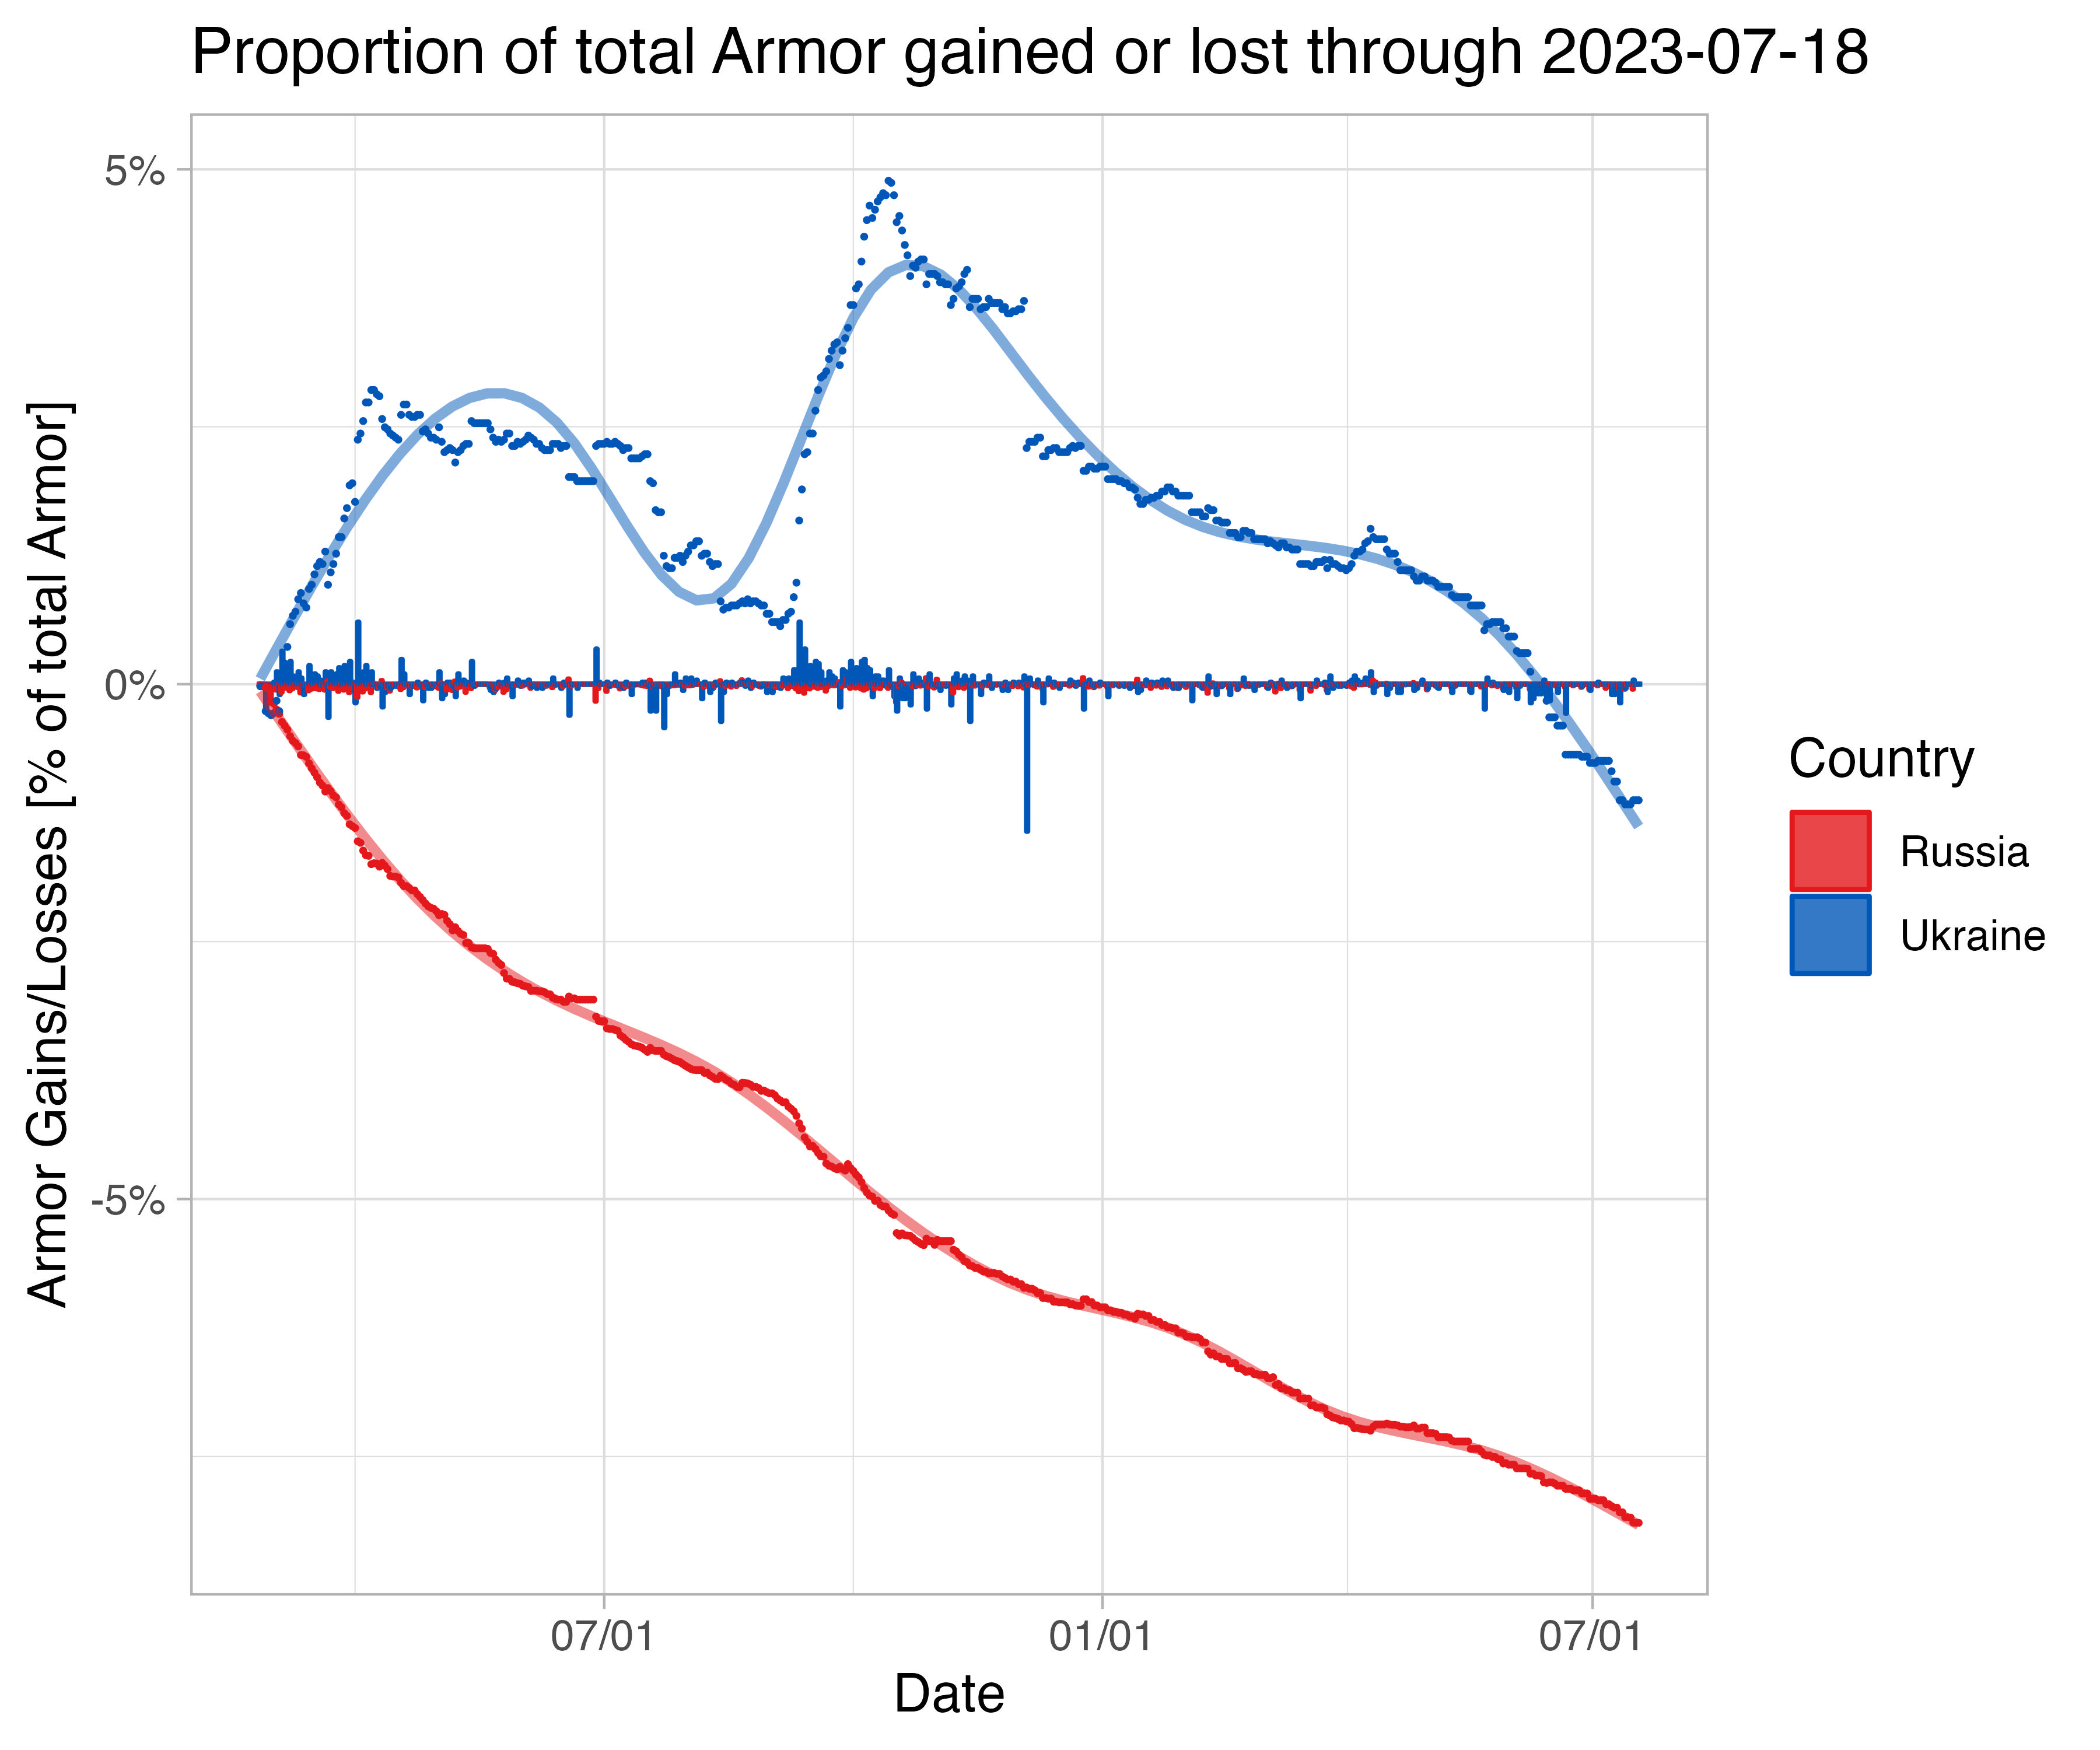 Proportion of total Armor gained or lost through 2023-07-18
Armor Gains/Losses [% of total Armor]
5%
0%
-5%
07/01
01/01
07/01
Date
Country
Russia
Ukraine